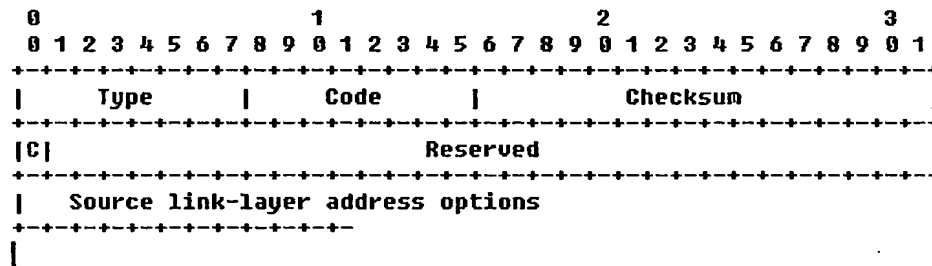 0                   1                   2                   3
0 1 2 3 4 5 6 7 8 9 0 1 2 3 4 5 6 7 8 9 0 1 2 3 4 5 6 7 8 9 0 1
+-+-+-+-+-+-+-+-+-+-+-+-+-+-+-+-+-+-+-+-+-+-+-+-+-+-+-+-+-+-+-+-
|     Type      |     Code      |          Checksum
+-+-+-+-+-+-+-+-+-+-+-+-+-+-+-+-+-+-+-+-+-+-+-+-+-+-+-+-+-+-+-+-
|C|                          Reserved
+-+-+-+-+-+-+-+-+-+-+-+-+-+-+-+-+-+-+-+-+-+-+-+-+-+-+-+-+-+-+-+-
|   Source link-layer address options
+-+-+-+-+-+-+-+-+-+-+-+-
|